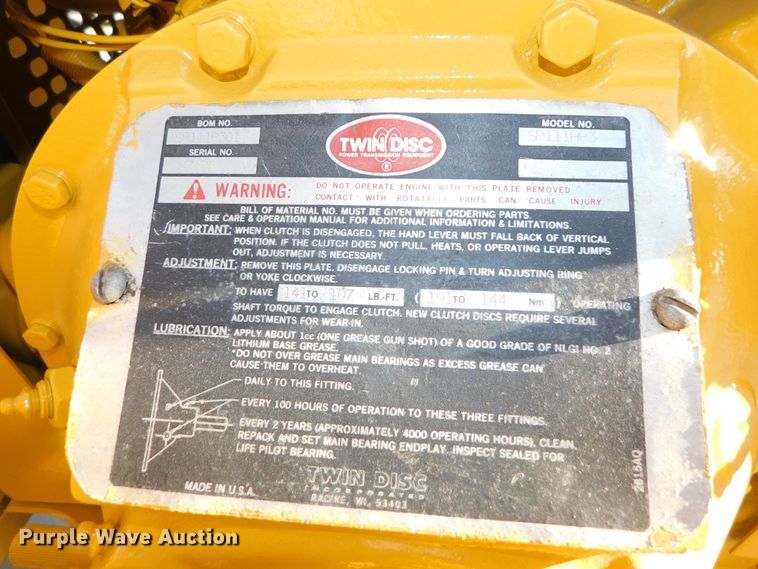 BOM NO.
MODEL NO.
SP111P
SERIAL NO.
TWIN DISC
POWER TRANSMISSION EQUIPMENT
®
WARNING: DO NOT OPERATE ENGINE WITH THIS PLATE REMOVED.
CONTACT WITH ROTATABLE PARTS CAN CAUSE INJURY.
BILL OF MATERIAL NO. MUST BE GIVEN WHEN ORDERING PARTS.
SEE CARE & OPERATION MANUAL FOR ADDITIONAL INFORMATION & LIMITATIONS.
IMPORTANT: WHEN CLUTCH IS DISENGAGED, THE HAND LEVER MUST FALL BACK OF VERTICAL
POSITION. IF THE CLUTCH DOES NOT PULL, HEATS, OR OPERATING LEVER JUMPS
OUT, ADJUSTMENT IS NECESSARY
ADJUSTMENT: REMOVE THIS PLATE. DISENGAGE LOCKING PIN & TURN ADJUSTING RING
OR YOKE CLOCKWISE.
TO HAVE 141 TO 107 LB.-FT. (191 TO 144 Nm) OPERATING
SHAFT TORQUE TO ENGAGE CLUTCH. NEW CLUTCH DISCS REQUIRE SEVERAL
ADJUSTMENTS FOR WEAR-IN.
LUBRICATION: APPLY ABOUT 1cc (ONE GREASE GUN SHOT) OF A GOOD GRADE OF NLGI NO. 2
LITHIUM BASE GREASE.
*DO NOT OVER GREASE MAIN BEARINGS AS EXCESS GREASE CAN
CAUSE THEM TO OVERHEAT.
DAILY TO THIS FITTING.
EVERY 100 HOURS OF OPERATION TO THESE THREE FITTINGS.
EVERY 2 YEARS (APPROXIMATELY 4000 OPERATING HOURS), CLEAN,
REPACK AND SET MAIN BEARING ENDPLAY. INSPECT SEALED FOR
LIFE PILOT BEARING.
TWIN DISC
INCORPORATED
RACINE, WI. 53403
MADE IN U.S.A.
2815AQ
Purple Wave Auction